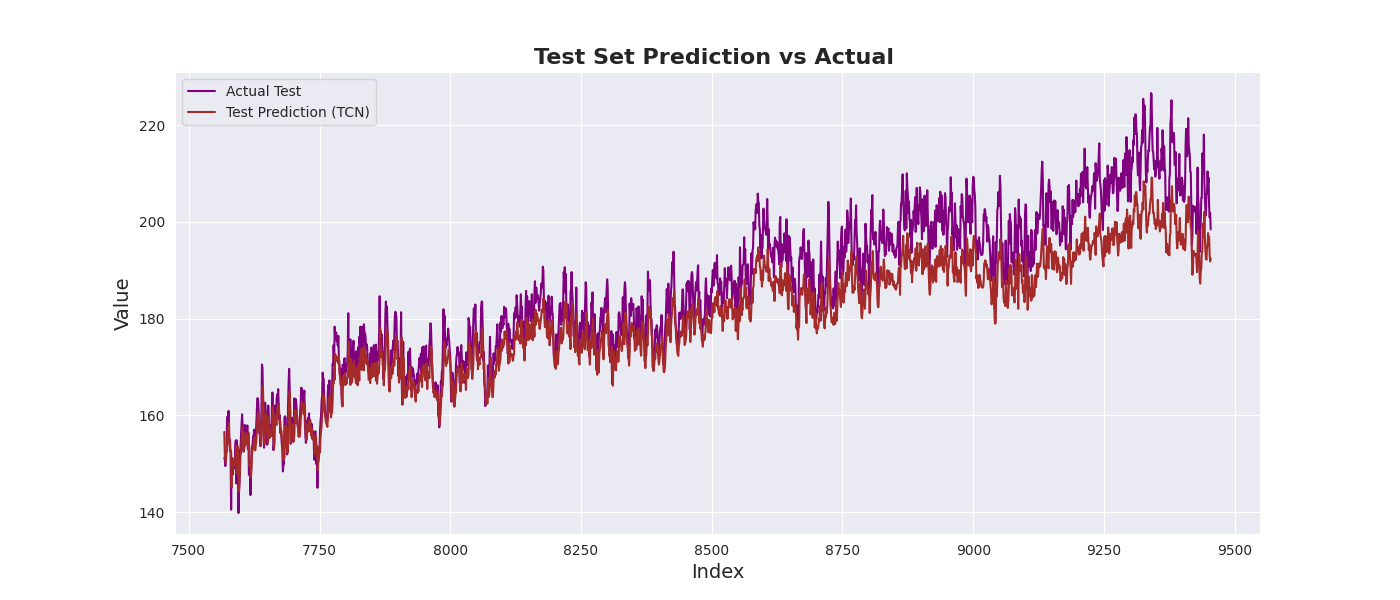 Test Set Prediction vs Actual
Actual Test
Test Prediction (TCN)
Value
220
200
180
160
140
7500 7750 8000 8250 8500 8750 9000 9250 9500
Index